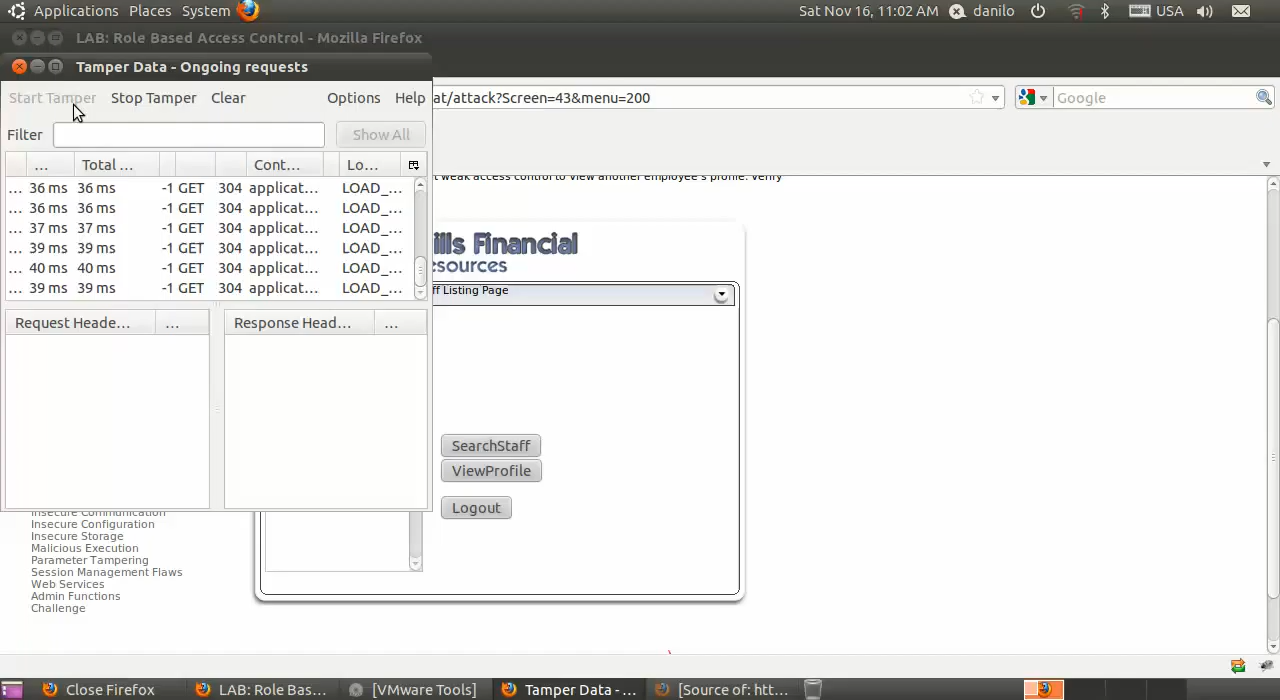 Applications Places System Sat Nov 16, 11:02 AM danilo USA
LAB: Role Based Access Control - Mozilla Firefox
Tamper Data - Ongoing requests
Start Tamper Stop Tamper Clear Options Help
at/attack?Screen=43&menu=200 Google
Filter Show All
... Total ... Cont... Lo...
t weak access control to view another employee's profile. Verify
... 36 ms 36 ms -1 GET 304 applicat... LOAD_...
... 36 ms 36 ms -1 GET 304 applicat... LOAD_...
... 37 ms 37 ms -1 GET 304 applicat... LOAD_...
... 39 ms 39 ms -1 GET 304 applicat... LOAD_...
... 40 ms 40 ms -1 GET 304 applicat... LOAD_...
... 39 ms 39 ms -1 GET 304 applicat... LOAD_...
ills Financial
esources
ff Listing Page
Request Heade... ... Response Head... ...
SearchStaff
ViewProfile
Logout
Insecure Communication
Insecure Configuration
Insecure Storage
Malicious Execution
Parameter Tampering
Session Management Flaws
Web Services
Admin Functions
Challenge
Close Firefox LAB: Role Bas... [VMware Tools] Tamper Data - ... [Source of: htt...